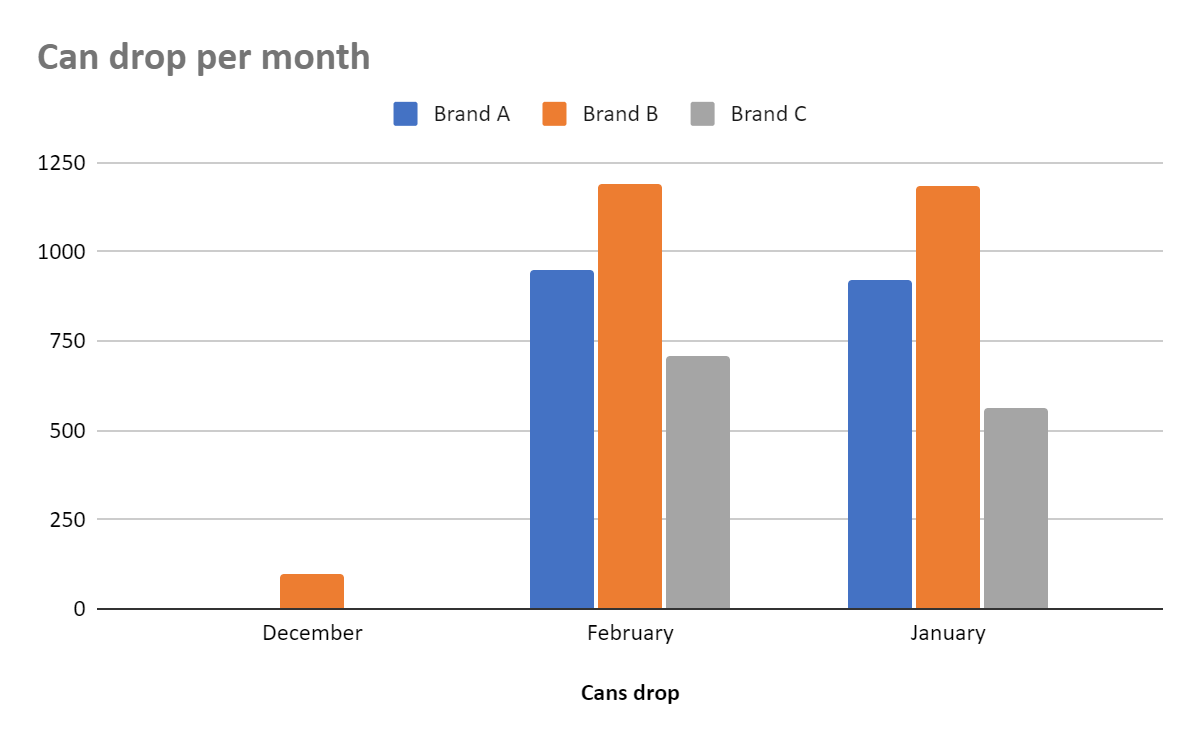 Can drop per month
Brand A Brand B Brand C
1250
1000
750
500
250
0
December February January
Cans drop